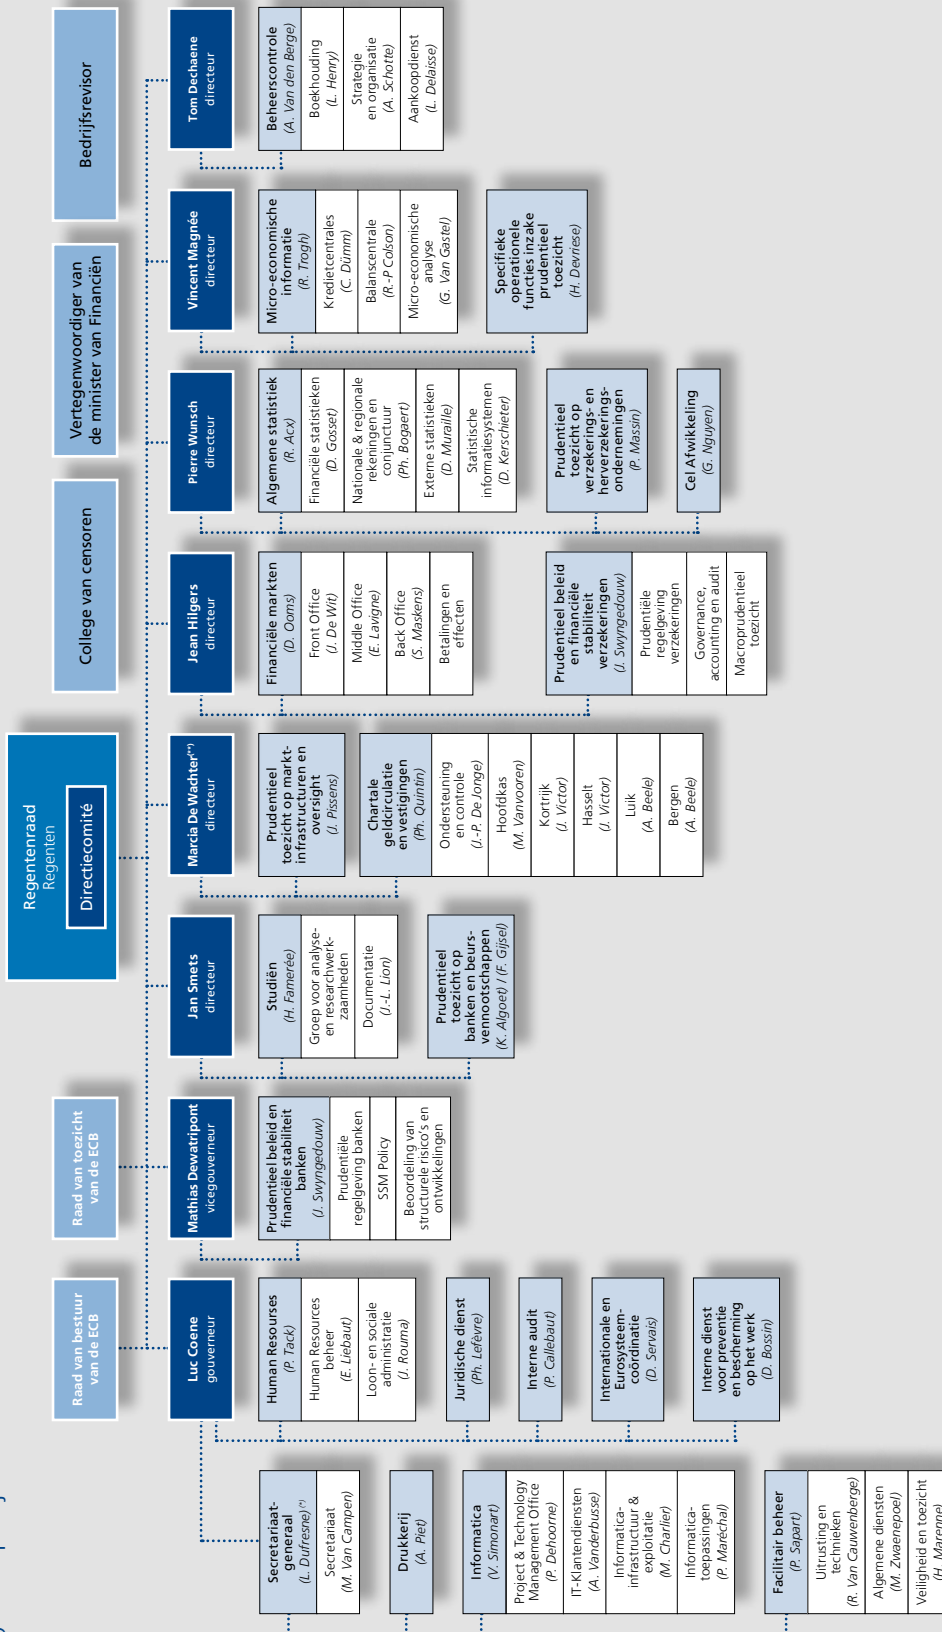 Regentenraad
Regenten
Directiecomité
Raad van bestuur
van de ECB
Raad van toezicht
van de ECB
College van censoren
Vertegenwoordiger van
de minister van Financiën
Bedrijfsrevisor
Luc Coene
gouverneur
Mathias Dewatripont
vicegouverneur
Jan Smets
directeur
Marcia De Wachter(**)
directeur
Jean Hilgers
directeur
Pierre Wunsch
directeur
Vincent Magnée
directeur
Tom Dechaene
directeur
Secretariaat-
generaal
(L. Dufresne) (*)
Secretariaat
(M. Van Campen)
Drukkerij
(A. Piet)
Informatica
(V. Simonart)
Project & Technology
Management Office
(P. Dehoorne)
IT-Klantendiensten
(A. Vanderbusse)
Informatica-
infrastructuur &
exploitatie
(M. Charlier)
Informatica-
toepassingen
(P. Maréchal)
Facilitair beheer
(P. Sapart)
Uitrusting en
technieken
(R. Van Cauwenberge)
Algemene diensten
(M. Zwaenepoel)
Veiligheid en toezicht
(H. Marenne)
Human Resourses
(P. Tack)
Human Resources
beheer
(E. Liebaut)
Loon- en sociale
administratie
(J. Rouma)
Juridische dienst
(Ph. Lefèvre)
Interne audit
(P. Callebaut)
Internationale en
Eurosysteem-
coördinatie
(D. Servais)
Interne dienst
voor preventie
en bescherming
op het werk
(D. Bossin)
Prudentieel beleid en
financiële stabiliteit
banken
(J. Swyngedouw)
Prudentiële
regelgeving banken
SSM Policy
Beoordeling van
structurele risico's en
ontwikkelingen
Studiën
(H. Famerée)
Groep voor analyse-
en researchwerk-
zaamheden
Documentatie
(J.-L. Lion)
Prudentieel
toezicht op
banken en beurs-
vennootschappen
(K. Algoet) / (F. Gijsel)
Prudentieel
toezicht op markt-
infrastructuren en
oversight
(J. Pissens)
Chartale
geldcirculatie
en vestigingen
(Ph. Quintin)
Ondersteuning
en controle
(J.-P. De Jonge)
Hoofdkas
(M. Vanvooren)
Kortrijk
(J. Victor)
Hasselt
(J. Victor)
Luik
(A. Beele)
Bergen
(A. Beele)
Financiële markten
(D. Ooms)
Front Office
(J. De Wit)
Middle Office
(E. Lavigne)
Back Office
(S. Maskens)
Betalingen en
effecten
Prudentieel beleid
en financiële
stabiliteit
verzekeringen
(J. Swyngedouw)
Prudentiële
regelgeving
verzekeringen
Governance,
accounting en audit
Macroprudentieel
toezicht
Algemene statistiek
(R. Acx)
Financiële statistieken
(D. Gosset)
Nationale & regionale
rekeningen en
conjunctuur
(Ph. Bogaert)
Externe statistieken
(D. Muraille)
Statistische
informatiesystemen
(D. Kerschieter)
Prudentieel
toezicht op
verzekerings- en
herverzekerings-
ondernemingen
(P. Massin)
Cel Afwikkeling
(G. Nguyen)
Micro-economische
informatie
(R. Trogh)
Kredietcentrales
(C. Dümm)
Balanscentrale
(R.-P Colson)
Micro-economische
analyse
(G. Van Gastel)
Specifieke
operationele
functies inzake
prudentieel
toezicht
(H. Devriese)
Beheerscontrole
(A. Van den Berge)
Boekhouding
(L. Henry)
Strategie
en organisatie
(A. Schotte)
Aankoopdienst
(L. Delaisse)